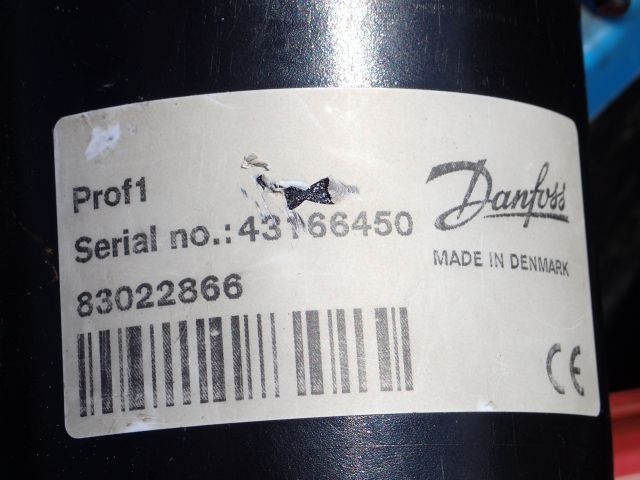 Prof1
Serial no.: 43166450
83022866
Danfoss
MADE IN DENMARK
CE